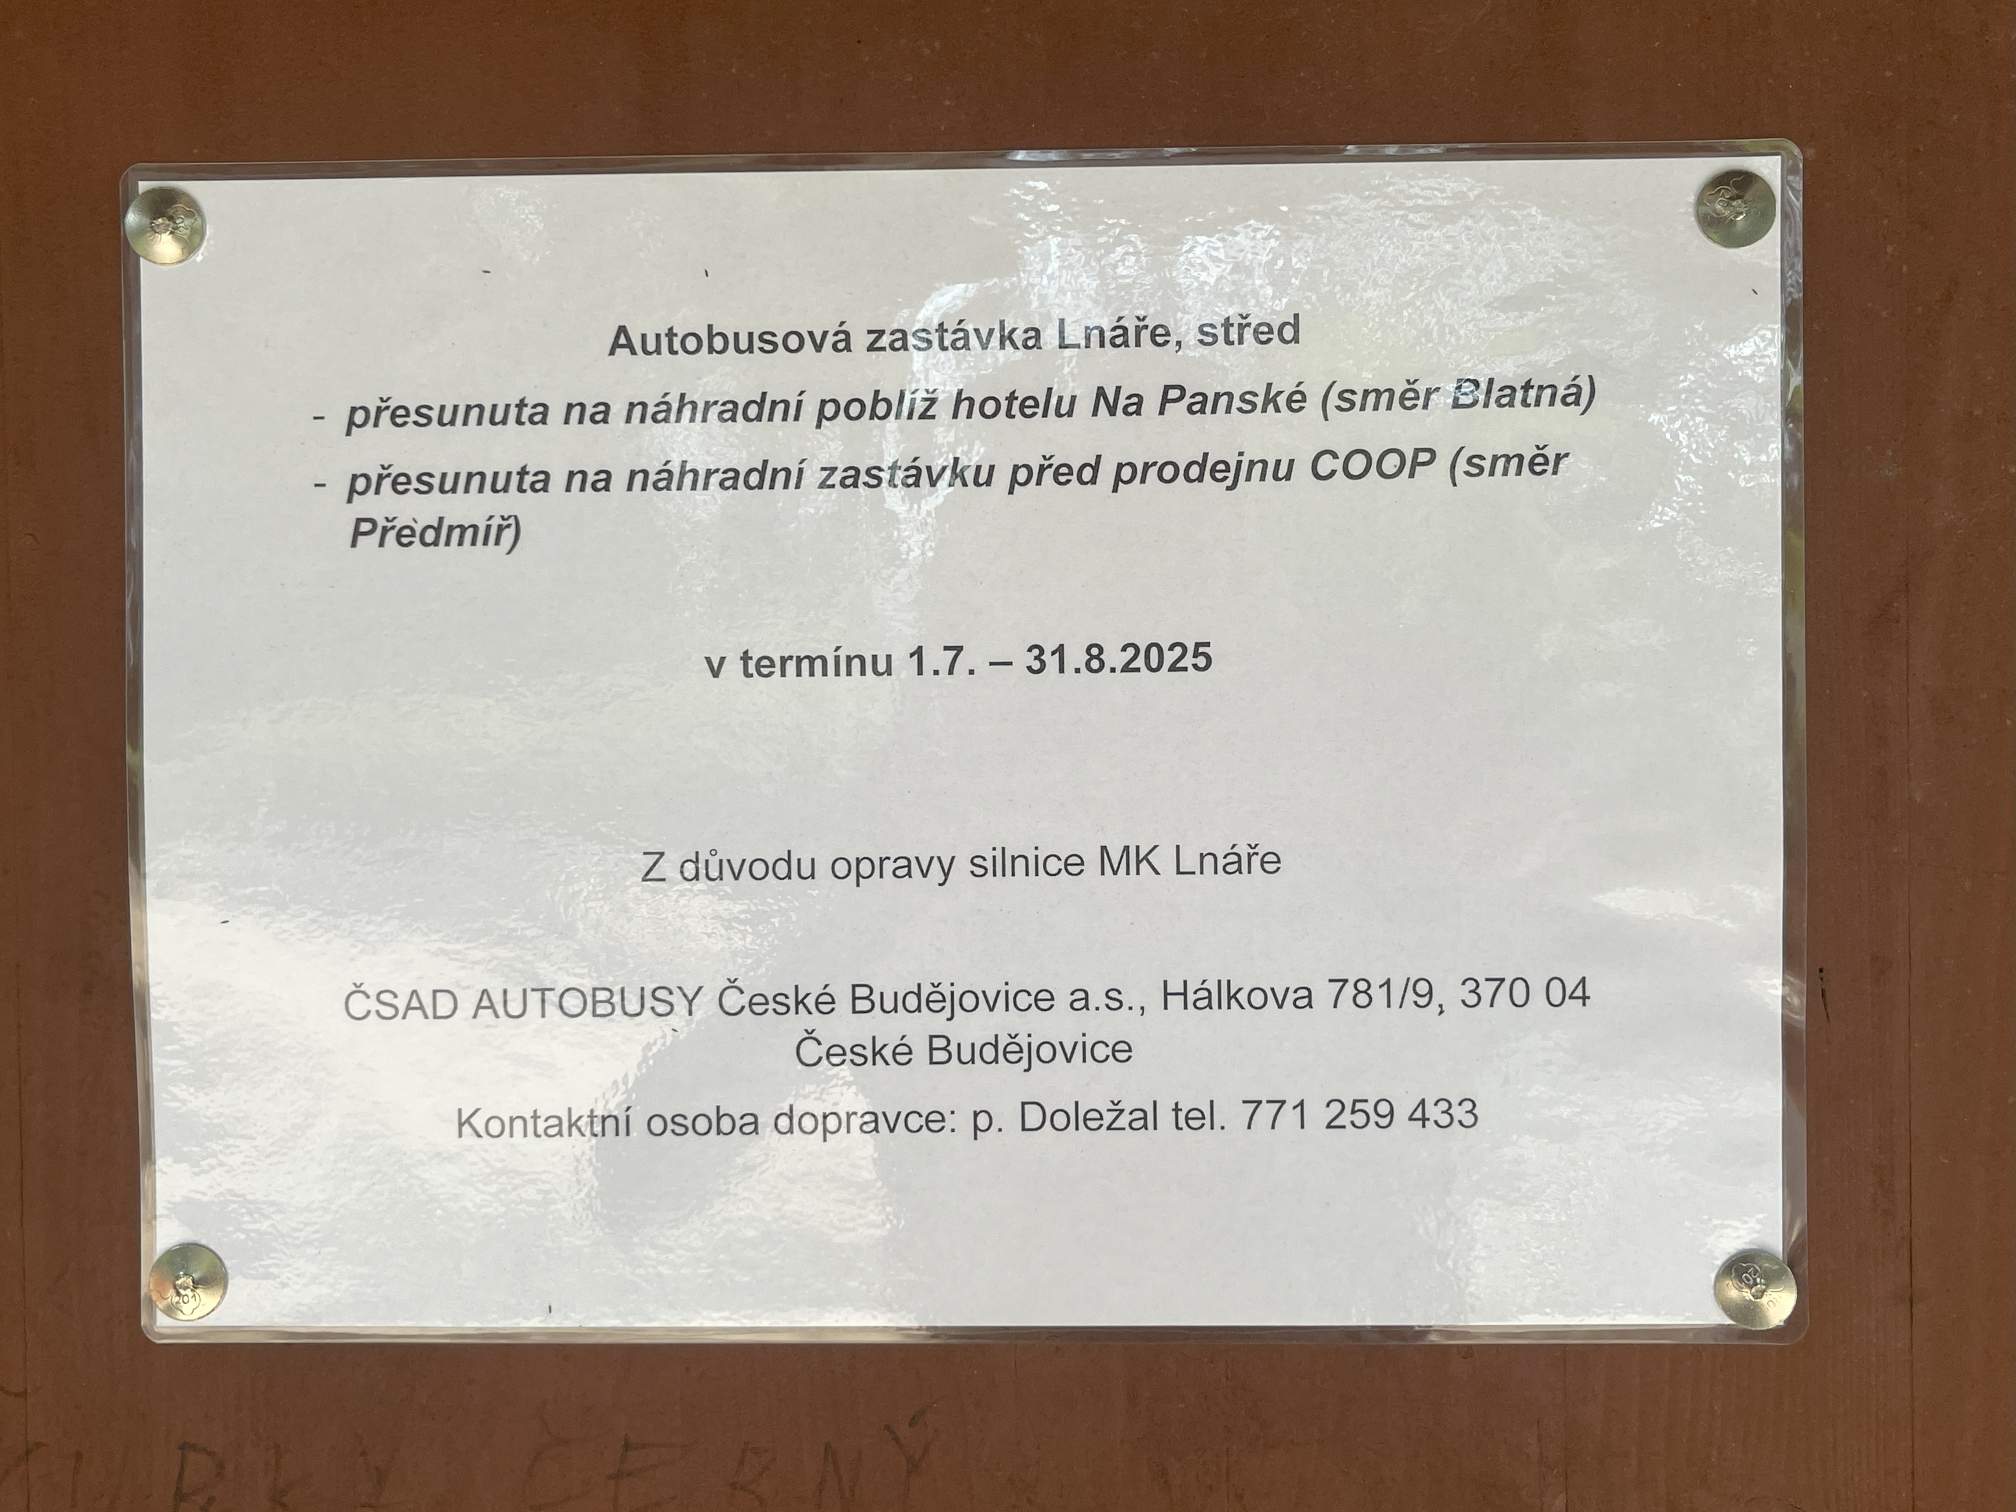 Autobusová zastávka Lnáře, střed
- přesunuta na náhradní poblíž hotelu Na Panské (směr Blatná)
- přesunuta na náhradní zastávku před prodejnu COOP (směr
Předmíř)
v termínu 1.7. – 31.8.2025
Z důvodu opravy silnice MK Lnáře
ČSAD AUTOBUSY České Budějovice a.s., Hálkova 781/9, 370 04
České Budějovice
Kontaktní osoba dopravce: p. Doležal tel. 771 259 433
ČERNÝ